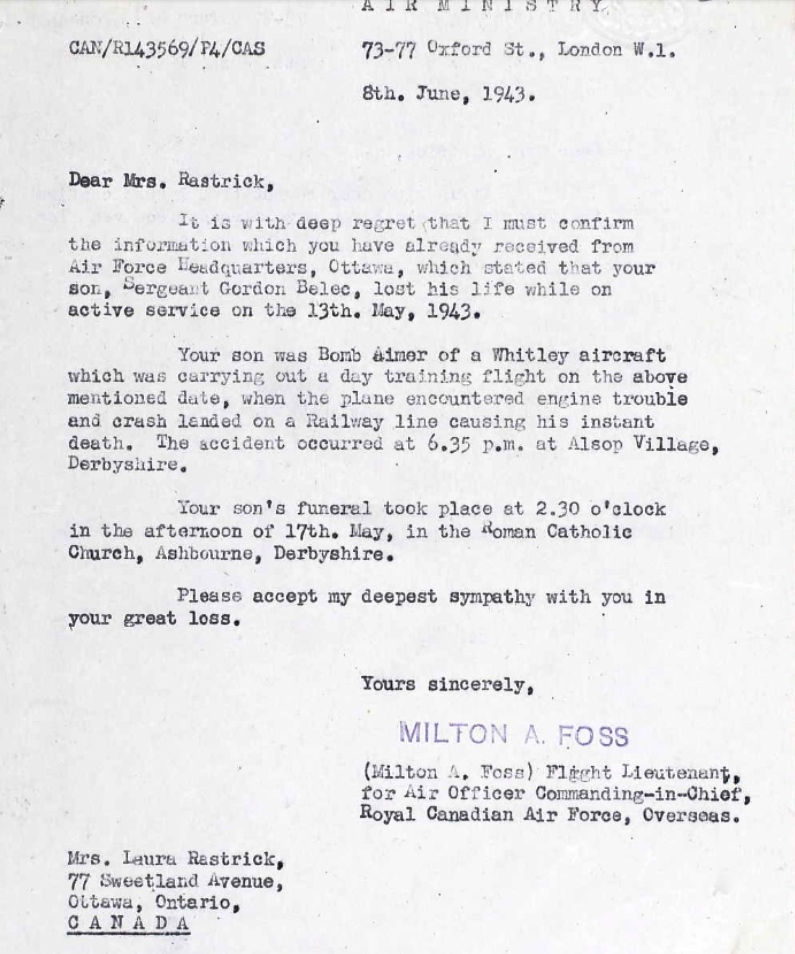 AIR MINISTRY
CAN/R143569/P4/CAS
73-77 Oxford St., London W.1.
8th. June, 1943.
Dear Mrs. Rastrick,
It is with deep regret that I must confirm
the information which you have already received from
Air Force Headquarters, Ottawa, which stated that your
son, Sergeant Gordon Belec, lost his life while on
active service on the 13th. May, 1943.
Your son was Bomb Aimer of a Whitley aircraft
which was carrying out a day training flight on the above
mentioned date, when the plane encountered engine trouble
and crash landed on a Railway line causing his instant
death. The accident occurred at 6.35 p.m. at Alsop Village,
Derbyshire.
Your son's funeral took place at 2.30 o'clock
in the afternoon of 17th. May, in the Roman Catholic
Church, Ashbourne, Derbyshire.
Please accept my deepest sympathy with you in
your great loss.
Yours sincerely,
MILTON A. FOSS
(Milton A. Foss) Flight Lieutenant,
for Air Officer Commanding-in-Chief,
Royal Canadian Air Force, Overseas.
Mrs. Laura Rastrick,
77 Sweetland Avenue,
Ottawa, Ontario,
C A N A D A